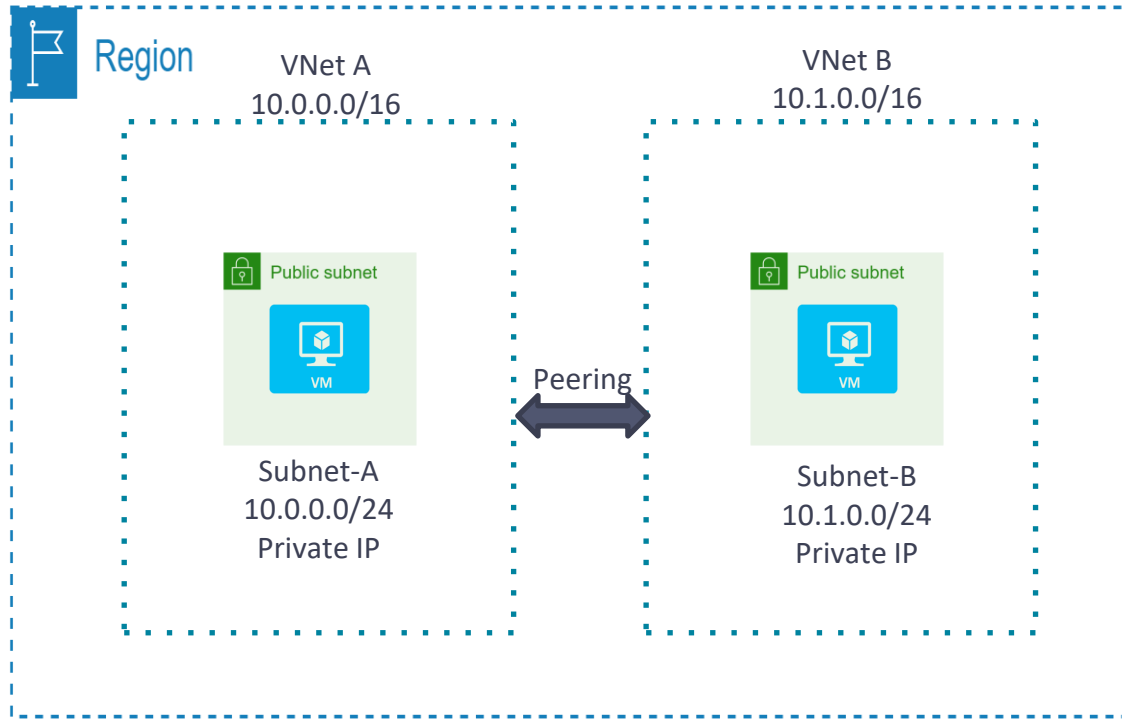 Region
VNet A
10.0.0.0/16
VNet B
10.1.0.0/16
Public subnet
VM
Subnet-A
10.0.0.0/24
Private IP
Peering
Public subnet
VM
Subnet-B
10.1.0.0/24
Private IP